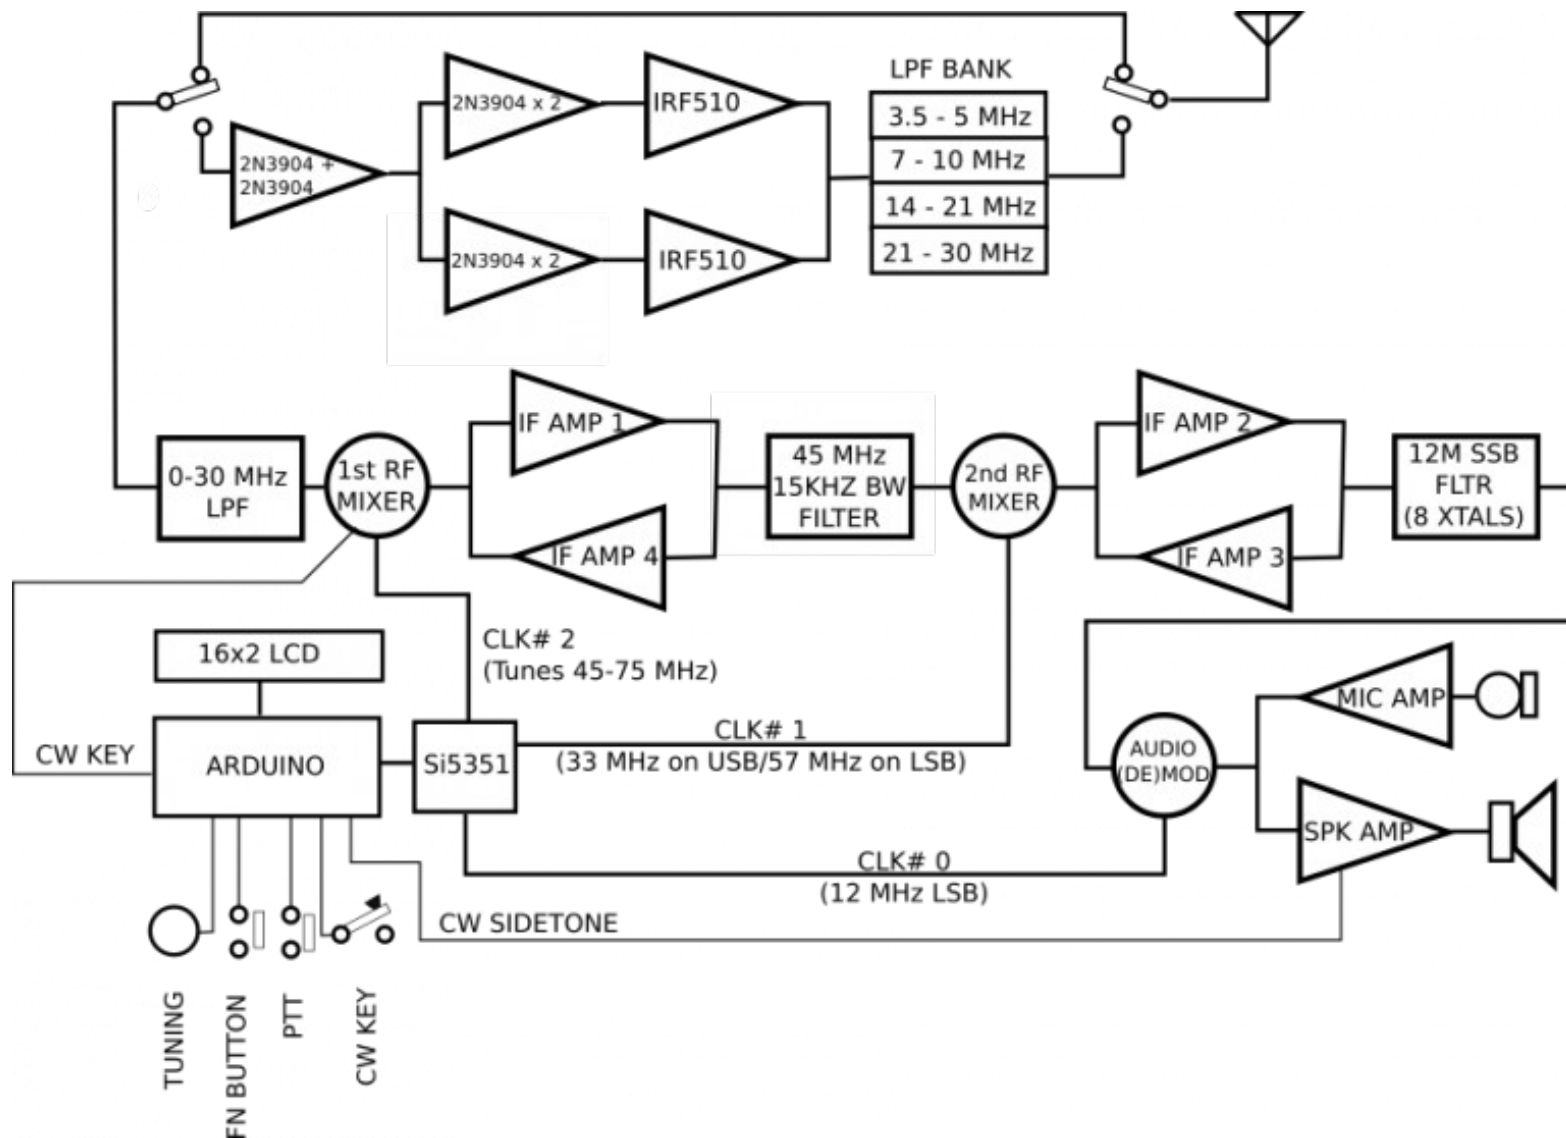 LPF BANK
2N3904 x 2
IRF510
3.5 - 5 MHz
7 - 10 MHz
2N3904 +
2N3904
14 - 21 MHz
2N3904 x 2
IRF510
21 - 30 MHz
IF AMP 1
IF AMP 2
0-30 MHz
LPF
1st RF
MIXER
45 MHz
15KHZ BW
FILTER
2nd RF
MIXER
12M SSB
FLTR
(8 XTALS)
IF AMP 4
IF AMP 3
16x2 LCD
CLK# 2
(Tunes 45-75 MHz)
MIC AMP
CW KEY
ARDUINO
Si5351
CLK# 1
(33 MHz on USB/57 MHz on LSB)
AUDIO
(DE)MOD
SPK AMP
CLK# 0
(12 MHz LSB)
CW SIDETONE
TUNING
FN BUTTON
PTT
CW KEY